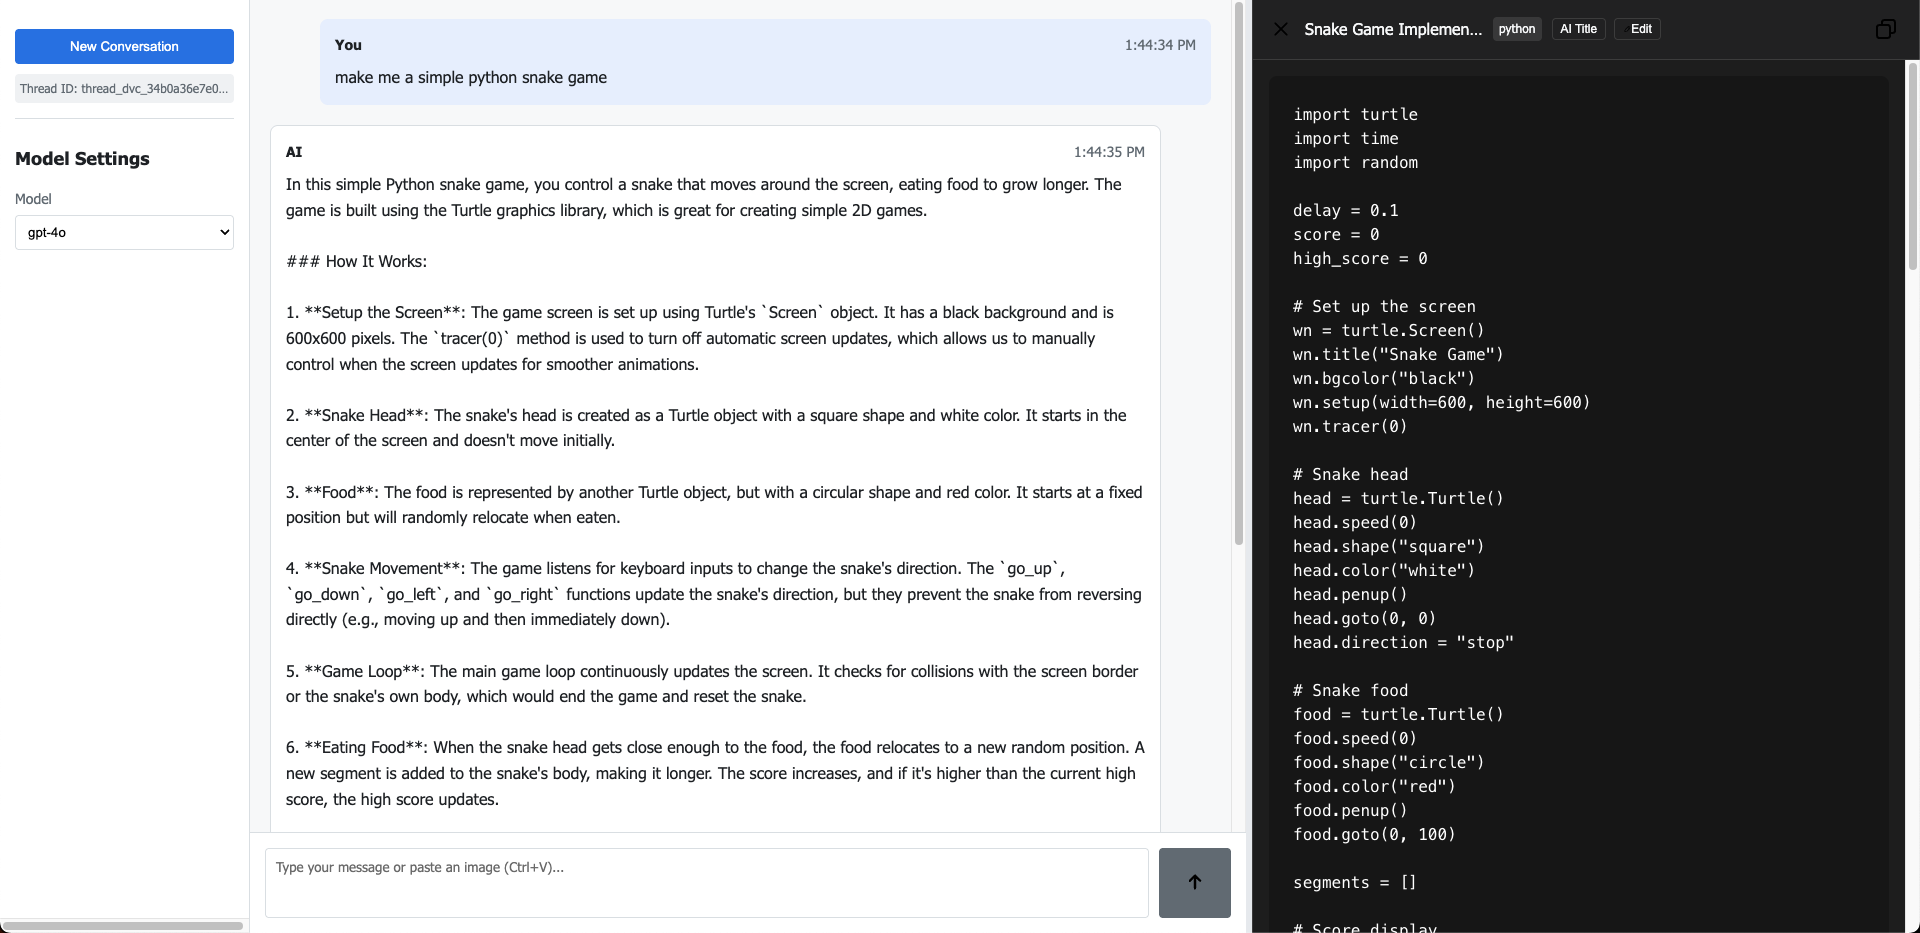 New Conversation
Thread ID: thread_dvc_34b0a36e7e0...
Model Settings
Model
gpt-4o
You
1:44:34 PM
make me a simple python snake game
AI
1:44:35 PM
In this simple Python snake game, you control a snake that moves around the screen, eating food to grow longer. The
game is built using the Turtle graphics library, which is great for creating simple 2D games.
### How It Works:
1. **Setup the Screen**: The game screen is set up using Turtle's `Screen` object. It has a black background and is
600x600 pixels. The `tracer(0)` method is used to turn off automatic screen updates, which allows us to manually
control when the screen updates for smoother animations.
2. **Snake Head**: The snake's head is created as a Turtle object with a square shape and white color. It starts in the
center of the screen and doesn't move initially.
3. **Food**: The food is represented by another Turtle object, but with a circular shape and red color. It starts at a fixed
position but will randomly relocate when eaten.
4. **Snake Movement**: The game listens for keyboard inputs to change the snake's direction. The `go_up`,
`go_down`, `go_left`, and `go_right` functions update the snake's direction, but they prevent the snake from reversing
directly (e.g., moving up and then immediately down).
5. **Game Loop**: The main game loop continuously updates the screen. It checks for collisions with the screen border
or the snake's own body, which would end the game and reset the snake.
6. **Eating Food**: When the snake head gets close enough to the food, the food relocates to a new random position. A
new segment is added to the snake's body, making it longer. The score increases, and if it's higher than the current high
score, the high score updates.
Type your message or paste an image (Ctrl+V)...
Snake Game Implemen...
python
AI Title
Edit
import turtle
import time
import random
delay = 0.1
score = 0
high_score = 0
# Set up the screen
wn = turtle.Screen()
wn.title("Snake Game")
wn.bgcolor("black")
wn.setup(width=600, height=600)
wn.tracer(0)
# Snake head
head = turtle.Turtle()
head.speed(0)
head.shape("square")
head.color("white")
head.penup()
head.goto(0, 0)
head.direction = "stop"
# Snake food
food = turtle.Turtle()
food.speed(0)
food.shape("circle")
food.color("red")
food.penup()
food.goto(0, 100)
segments = []
# Score display